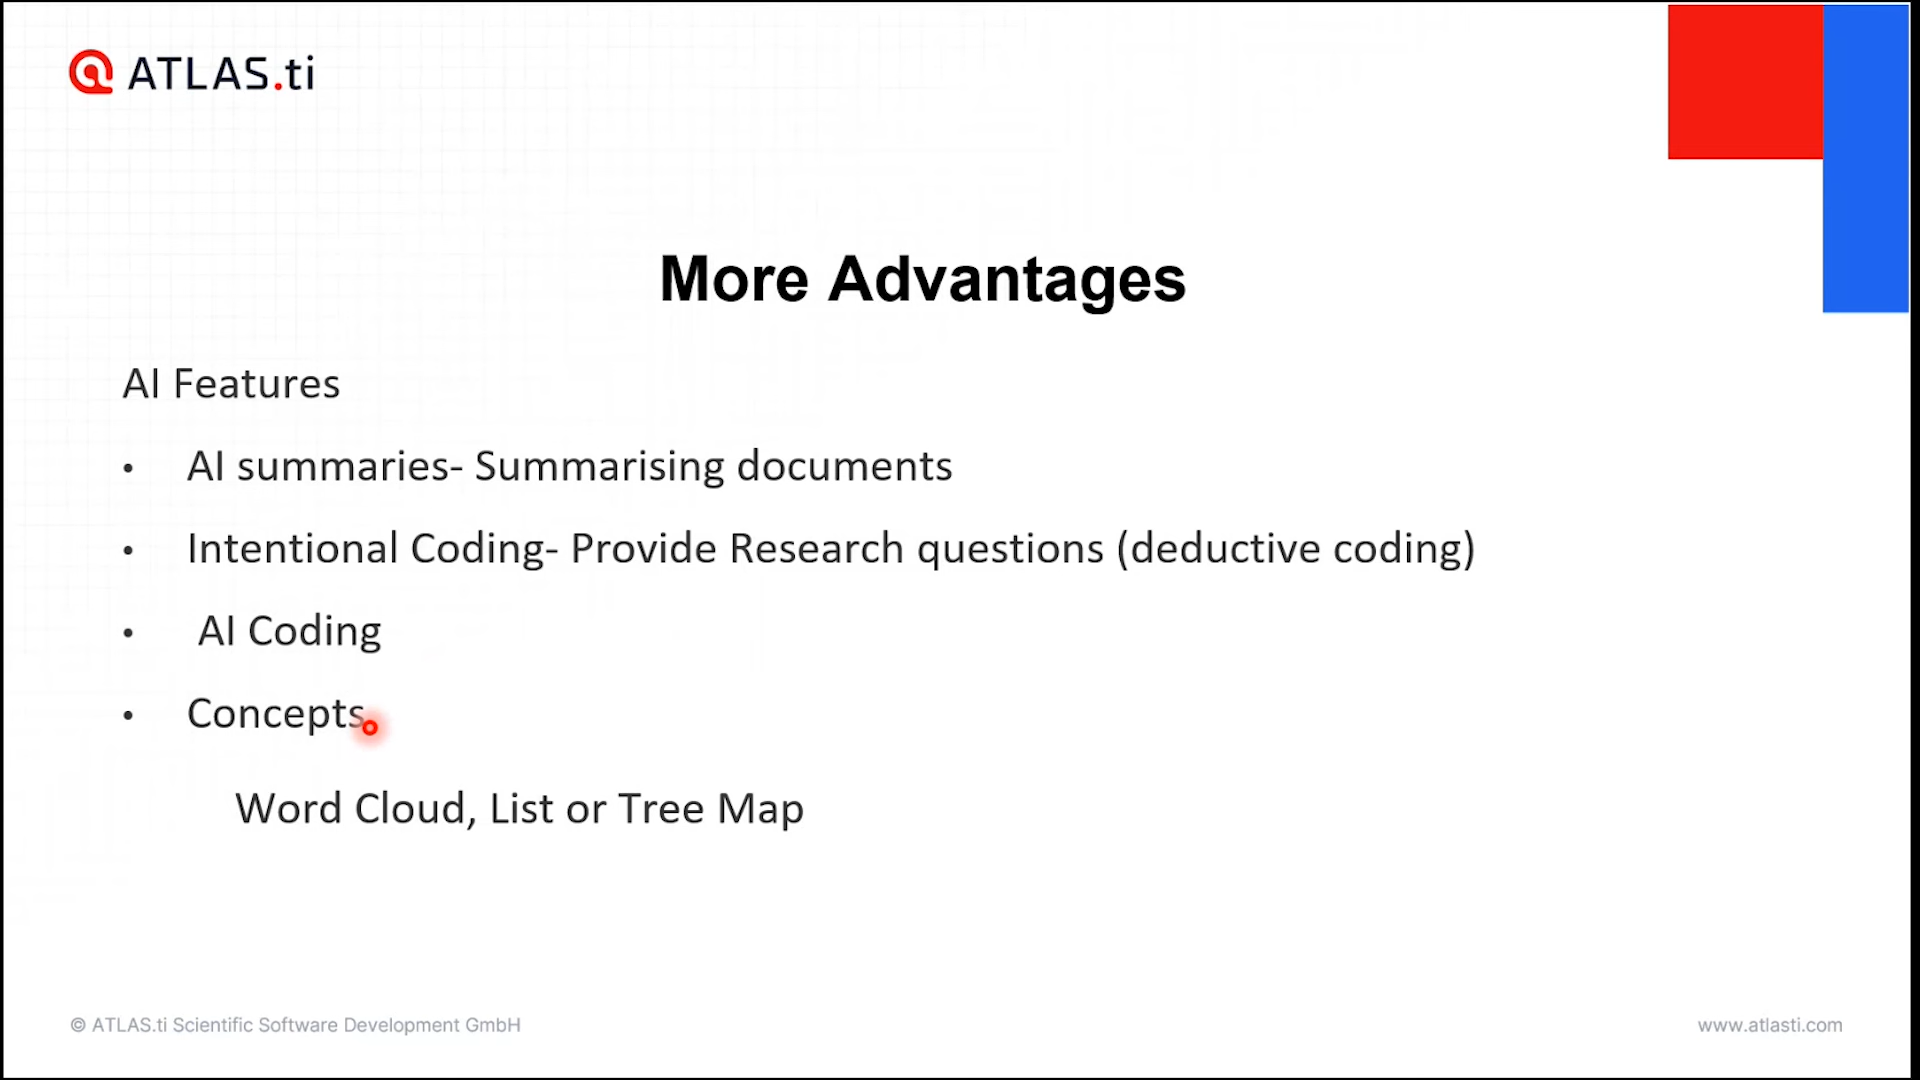 ATLAS.ti
More Advantages
AI Features
• AI summaries- Summarising documents
• Intentional Coding- Provide Research questions (deductive coding)
• AI Coding
• Concepts
Word Cloud, List or Tree Map
© ATLAS.ti Scientific Software Development GmbH
www.atlasti.com